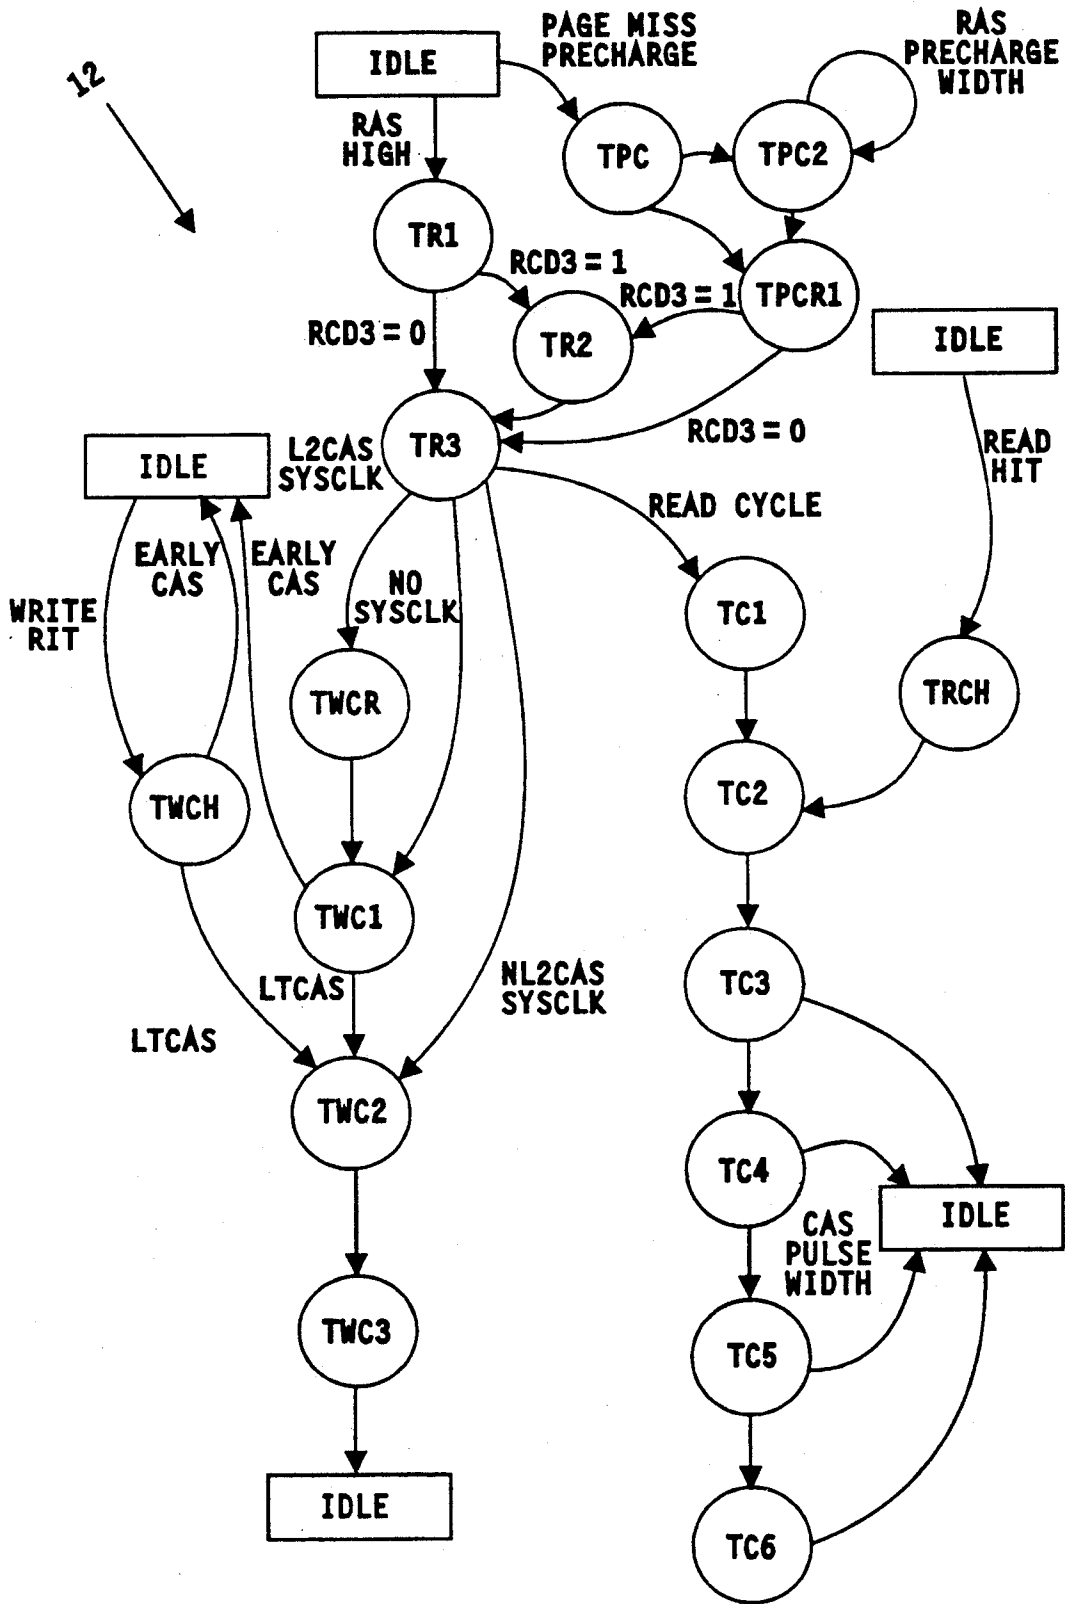 12
IDLE
PAGE MISS
PRECHARGE
RAS
PRECHARGE
WIDTH
RAS
HIGH
TPC
TPC2
TR1
RCD3 = 1
RCD3 = 1
TPCR1
RCD3 = 0
TR2
IDLE
RCD3 = 0
READ
HIT
IDLE
L2CAS
SYSCLK
TR3
READ CYCLE
EARLY
CAS
EARLY
CAS
NO
SYSCLK
WRITE
RIT
TC1
TWCR
TRCH
TWCH
TC2
TWC1
LTCAS
NL2CAS
SYSCLK
TC3
LTCAS
TWC2
TC4
CAS
PULSE
WIDTH
IDLE
TWC3
TC5
IDLE
TC6